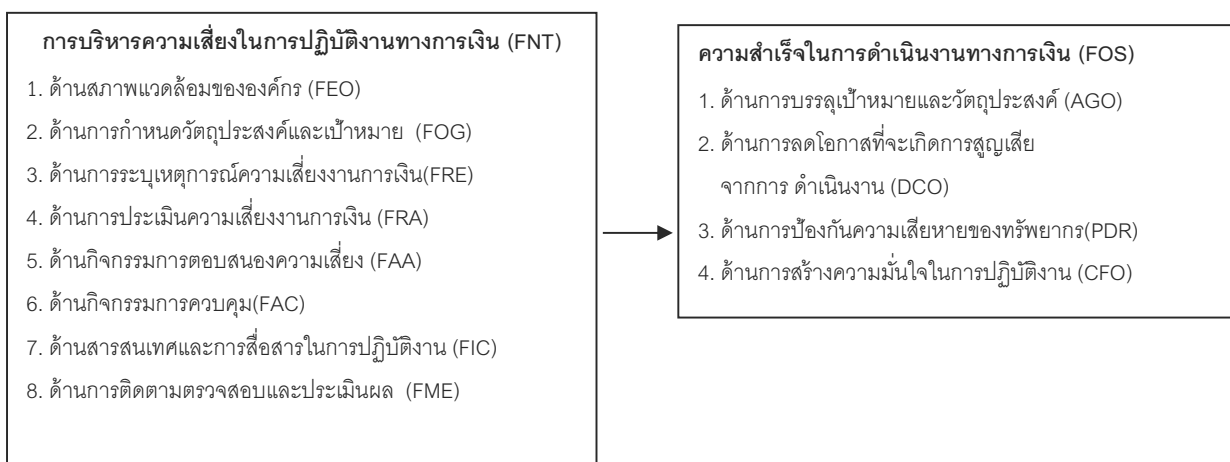 การบริหารความเสี่ยงในการปฏิบัติงานทางการเงิน (FNT)
1. ด้านสภาพแวดล้อมขององค์กร (FEO)
2. ด้านการกำหนดวัตถุประสงค์และเป้าหมาย (FOG)
3. ด้านการระบุเหตุการณ์ความเสี่ยงงานการเงิน(FRE)
4. ด้านการประเมินความเสี่ยงงานการเงิน (FRA)
5. ด้านกิจกรรมการตอบสนองความเสี่ยง (FAA)
6. ด้านกิจกรรมการควบคุม(FAC)
7. ด้านสารสนเทศและการสื่อสารในการปฏิบัติงาน (FIC)
8. ด้านการติดตามตรวจสอบและประเมินผล (FME)
ความสำเร็จในการดำเนินงานทางการเงิน (FOS)
1. ด้านการบรรลุเป้าหมายและวัตถุประสงค์ (AGO)
2. ด้านการลดโอกาสที่จะเกิดการสูญเสีย
จากการ ดำเนินงาน (DCO)
3. ด้านการป้องกันความเสียหายของทรัพยากร(PDR)
4. ด้านการสร้างความมั่นใจในการปฏิบัติงาน (CFO)